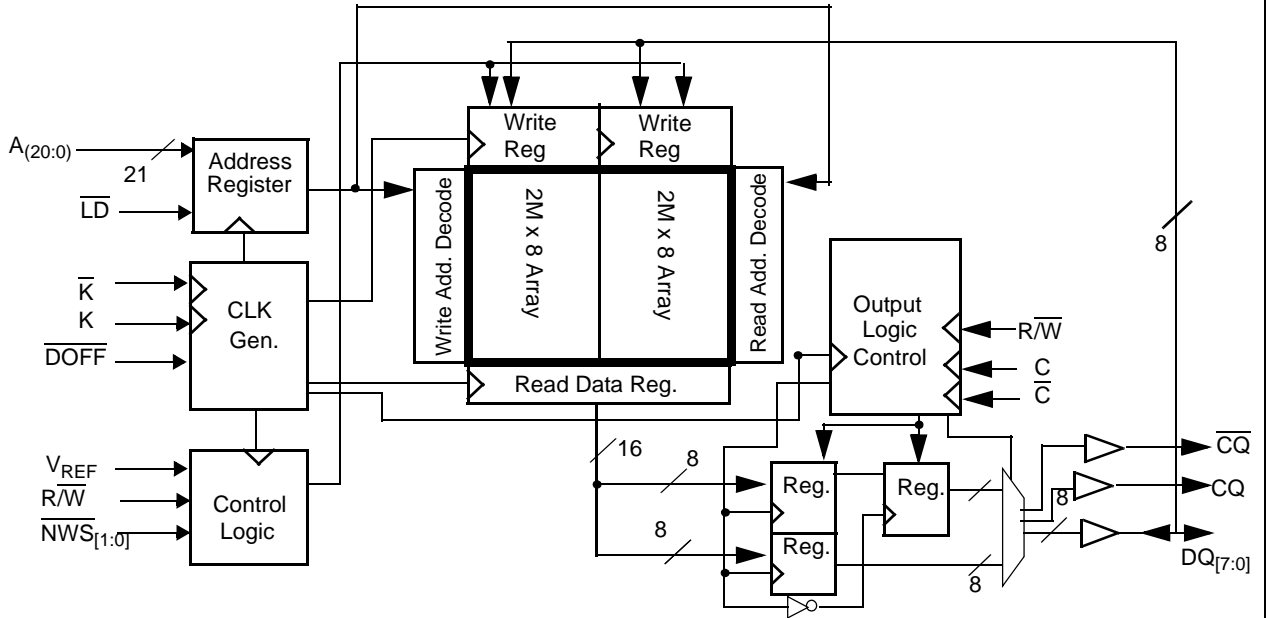 A(20:0)
21
LD
Address
Register
K
K
DOFF
CLK
Gen.
VREF
R/W
NWS[1:0]
Control
Logic
Write
Reg
Write
Reg
Write Add. Decode
2M x 8 Array
2M x 8 Array
Read Add. Decode
Read Data Reg.
16
8
8
Output
Logic
Control
R/W
C
C
Reg.
Reg.
Reg.
8
8
8
CQ
CQ
DQ[7:0]